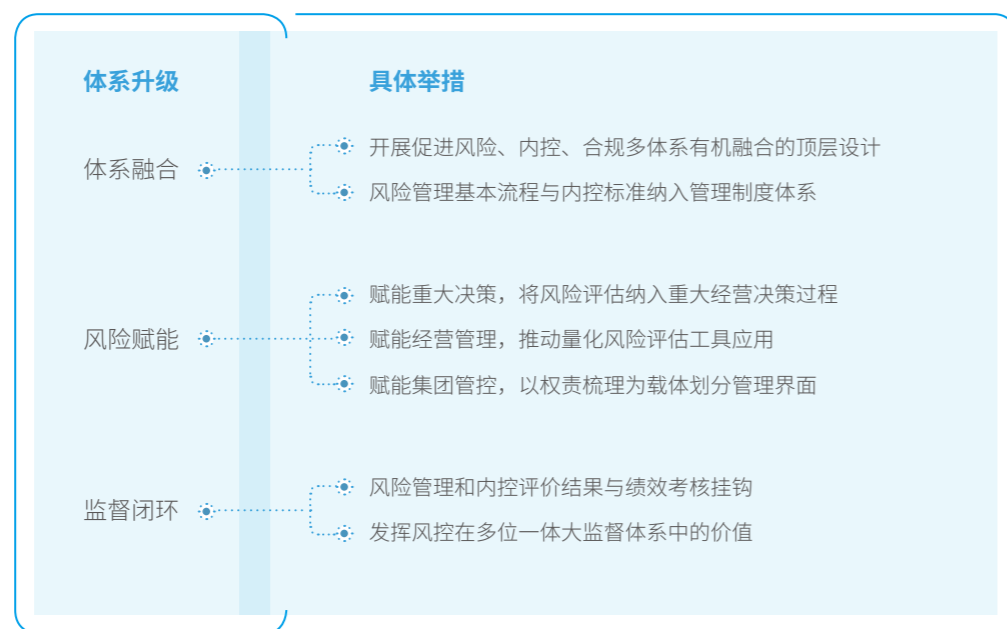 体系升级
具体举措
体系融合
开展促进风险、内控、合规多体系有机融合的顶层设计
风险管理基本流程与内控标准纳入管理制度体系
风险赋能
赋能重大决策，将风险评估纳入重大经营决策过程
赋能经营管理，推动量化风险评估工具应用
赋能集团管控，以权责梳理为载体划分管理界面
监督闭环
风险管理和内控评价结果与绩效考核挂钩
发挥风控在多位一体大监督体系中的价值